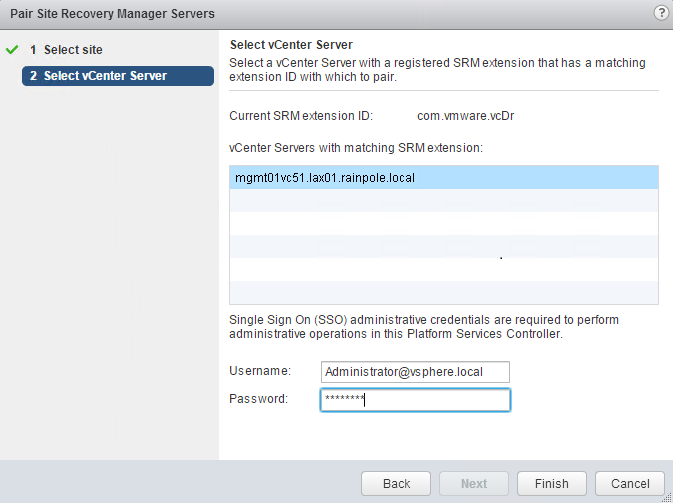 Pair Site Recovery Manager Servers
?
1 Select site
2 Select vCenter Server
Select vCenter Server
Select a vCenter Server with a registered SRM extension that has a matching
extension ID with which to pair.
Current SRM extension ID: com.vmware.vcDr
vCenter Servers with matching SRM extension:
mgmt01vc51.lax01.rainpole.local
Single Sign On (SSO) administrative credentials are required to perform
administrative operations in this Platform Services Controller.
Username: Administrator@vsphere.local
Password: ********
Back Next Finish Cancel